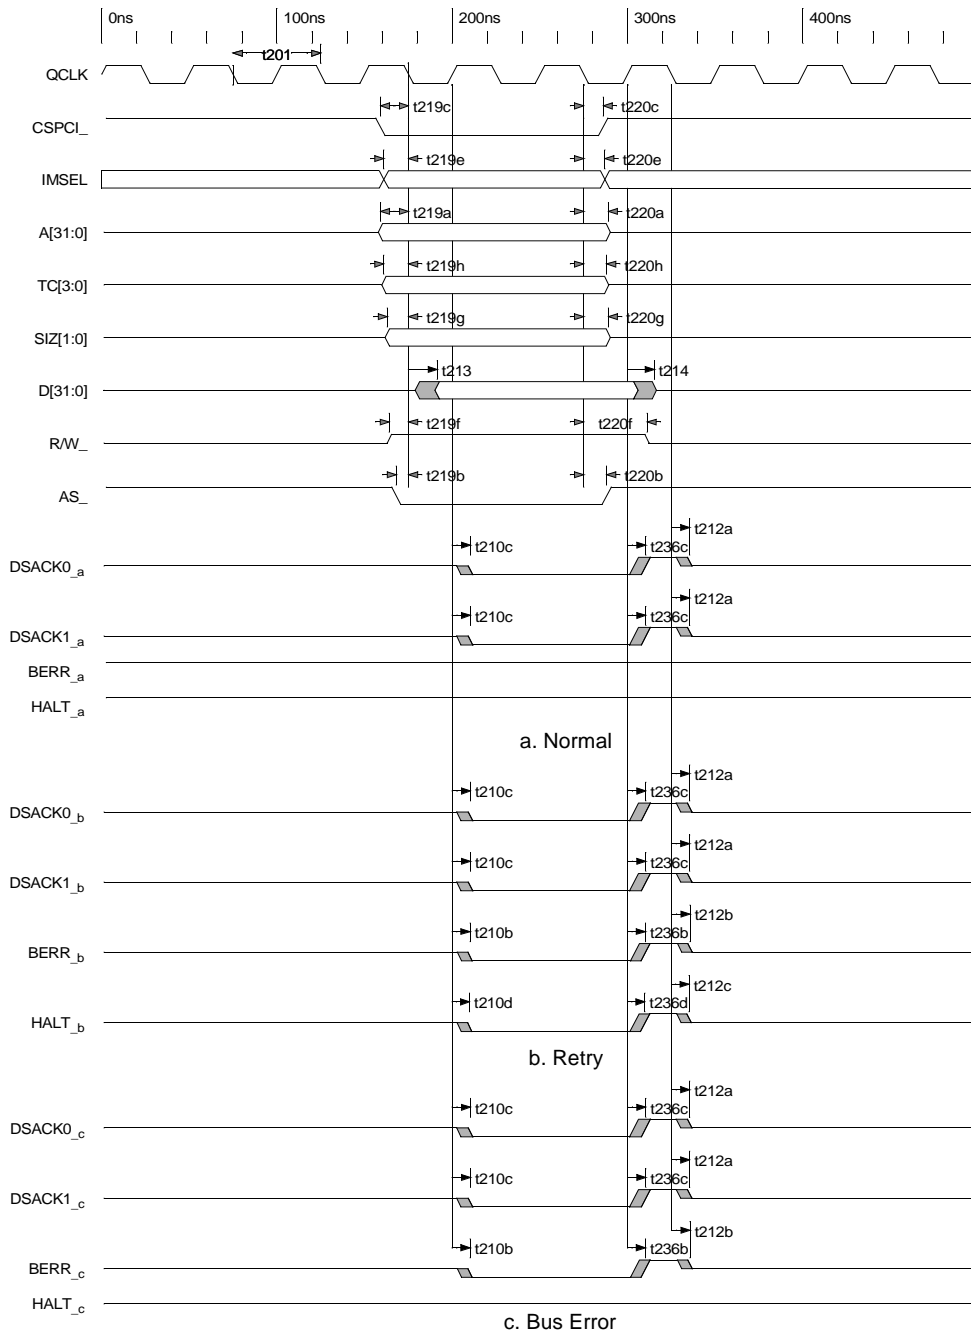 0ns 100ns 200ns 300ns 400ns
t201
QCLK
t219c t220c
CSPCI_
t219e t220e
IMSEL
t219a t220a
A[31:0]
t219h t220h
TC[3:0]
t219g t220g
SIZ[1:0]
t213 t214
D[31:0]
t219f t220f
R/W_
t219b t220b
AS_
t212a
t210c t236c
DSACK0_a
t212a
t210c t236c
DSACK1_a
BERR_a
HALT_a
a. Normal
t212a
t210c t236c
DSACK0_b
t212a
t210c t236c
DSACK1_b
t212b
t210b t236b
BERR_b
t212c
t210d t236d
HALT_b
b. Retry
t212a
t210c t236c
DSACK0_c
t212a
t210c t236c
DSACK1_c
t212b
t210b t236b
BERR_c
HALT_c
c. Bus Error